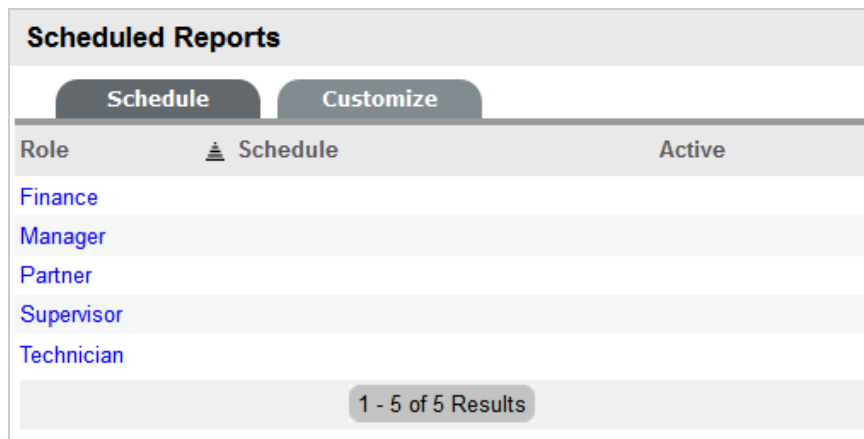 Scheduled Reports
Schedule Customize
Role Schedule Active
Finance
Manager
Partner
Supervisor
Technician
1 - 5 of 5 Results